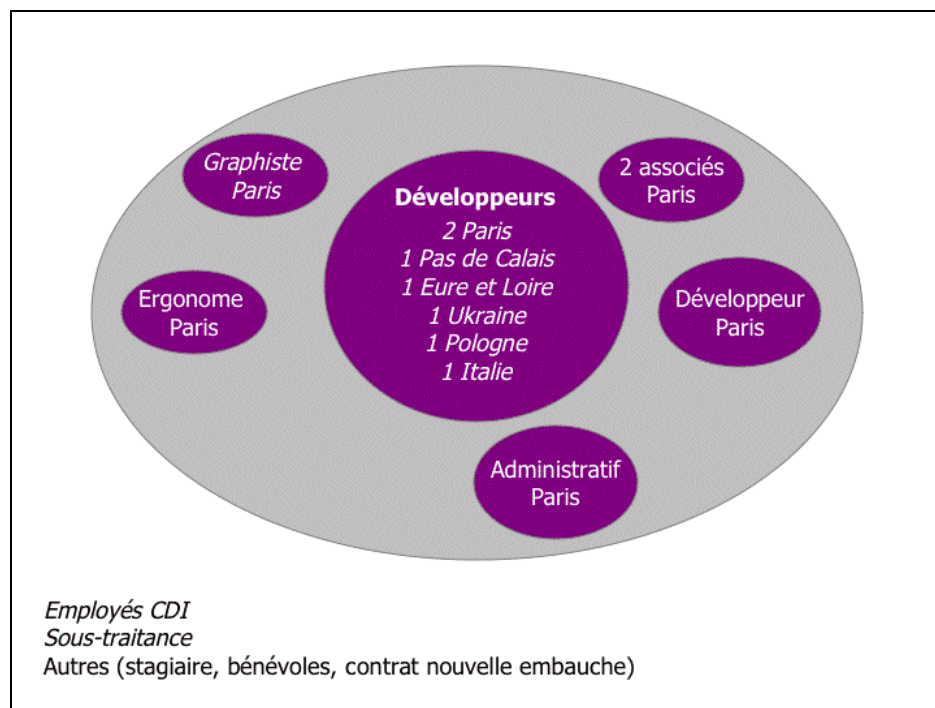 Graphiste
Paris
2 associés
Paris
Développeurs
2 Paris
1 Pas de Calais
1 Eure et Loire
1 Ukraine
1 Pologne
1 Italie
Ergonome
Paris
Développeur
Paris
Administratif
Paris
Employés CDI
Sous-traitance
Autres (stagiaire, bénévoles, contrat nouvelle embauche)